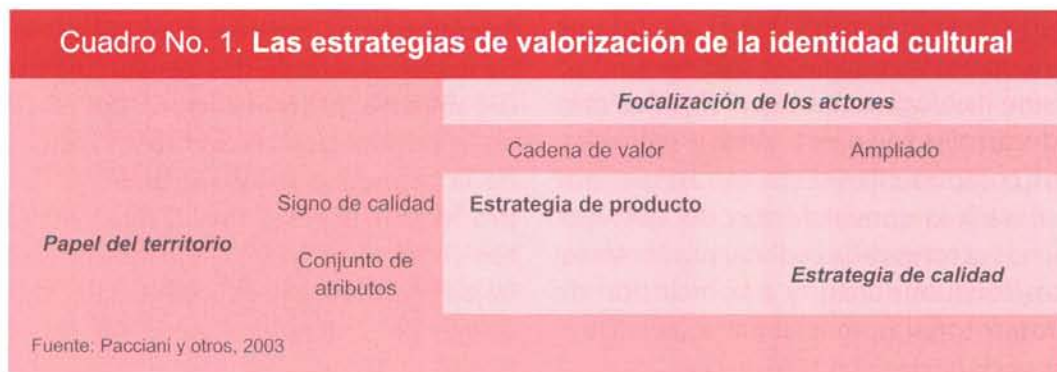 Cuadro No. 1. Las estrategias de valorización de la identidad cultural
Focalización de los actores
Cadena de valor Ampliado
Signo de calidad Estrategia de producto
Papel del territorio
Conjunto de
atributos
Estrategia de calidad
Fuente: Pacciani y otros, 2003